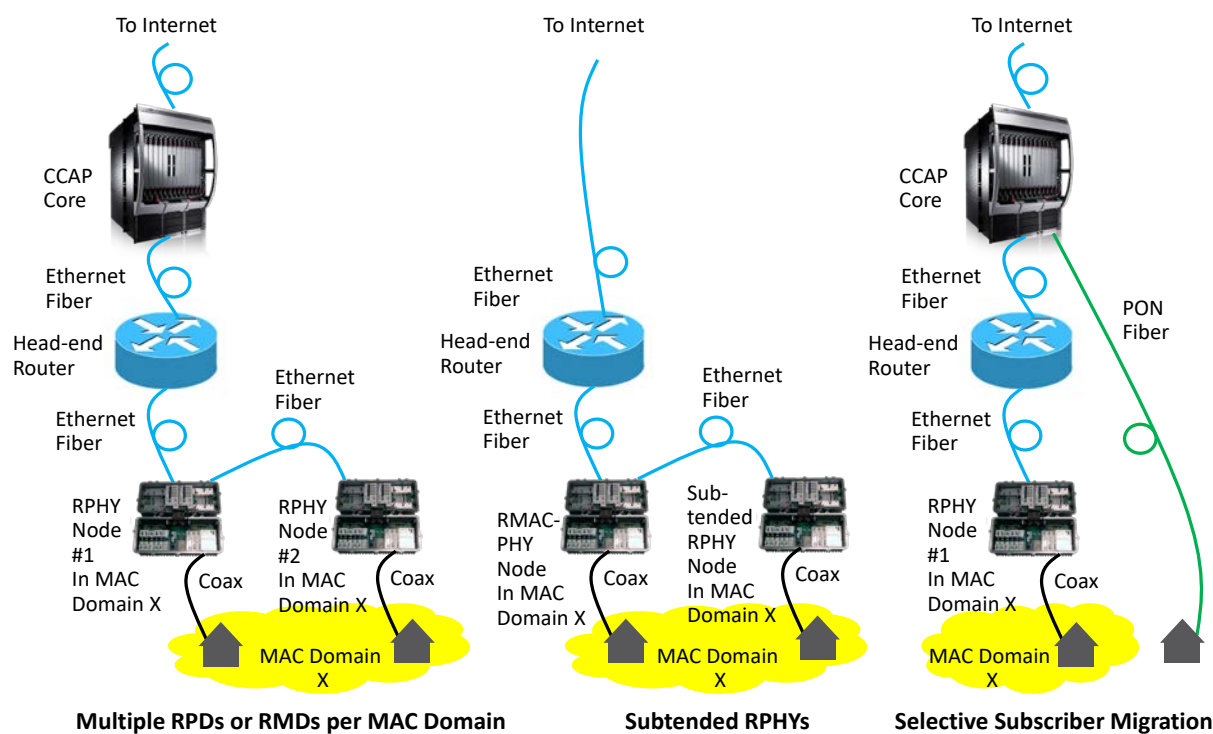 To Internet
CCAP
Core
Ethernet
Fiber
Head-end
Router
Ethernet
Fiber
Ethernet
Fiber
RPHY
Node
#1
In MAC
Domain X
Coax
RPHY
Node
#2
In MAC
Domain X
Coax
MAC Domain
X
Multiple RPDs or RMDs per MAC Domain
To Internet
Ethernet
Fiber
Head-end
Router
Ethernet
Fiber
Ethernet
Fiber
RMAC-
PHY
Node
In MAC
Domain X
Coax
Sub-
tended
RPHY
Node
In MAC
Domain X
Coax
MAC Domain
X
Subtended RPHYs
To Internet
CCAP
Core
Ethernet
Fiber
Head-end
Router
PON
Fiber
Ethernet
Fiber
RPHY
Node
#1
In MAC
Domain X
Coax
MAC Domain
X
Selective Subscriber Migration